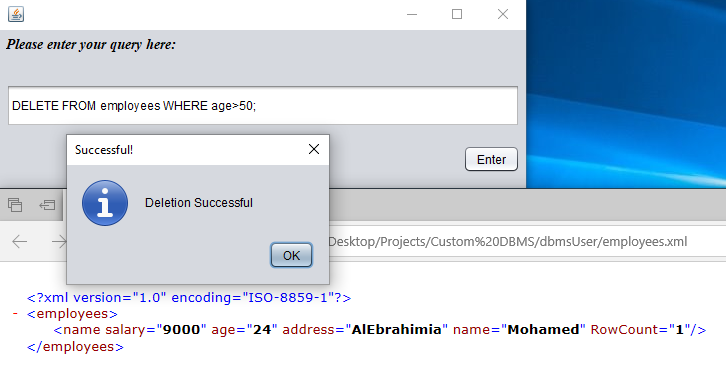 Please enter your query here:
DELETE FROM employees WHERE age>50;
Successful!
Enter
Deletion Successful
OK
Desktop/Projects/Custom%20DBMS/dbmsUser/employees.xml
<?xml version="1.0" encoding="ISO-8859-1"?>
- <employees>
<name salary="9000" age="24" address="AlEbrahimia" name="Mohamed" RowCount="1"/>
</employees>